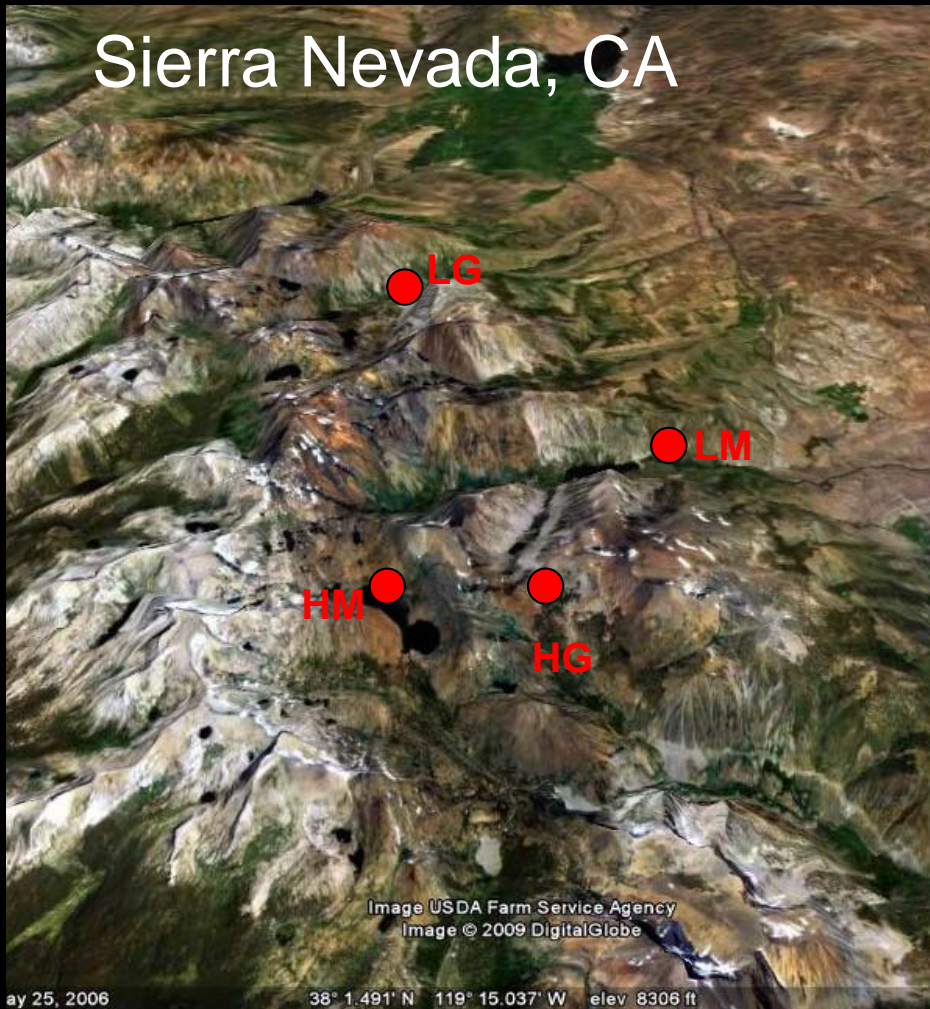 Sierra Nevada, CA
LG
LM
HM
HG
Image USDA Farm Service Agency
Image © 2009 DigitalGlobe
ay 25, 2006 38° 1.491' N 119° 15.037' W elev 8306 ft